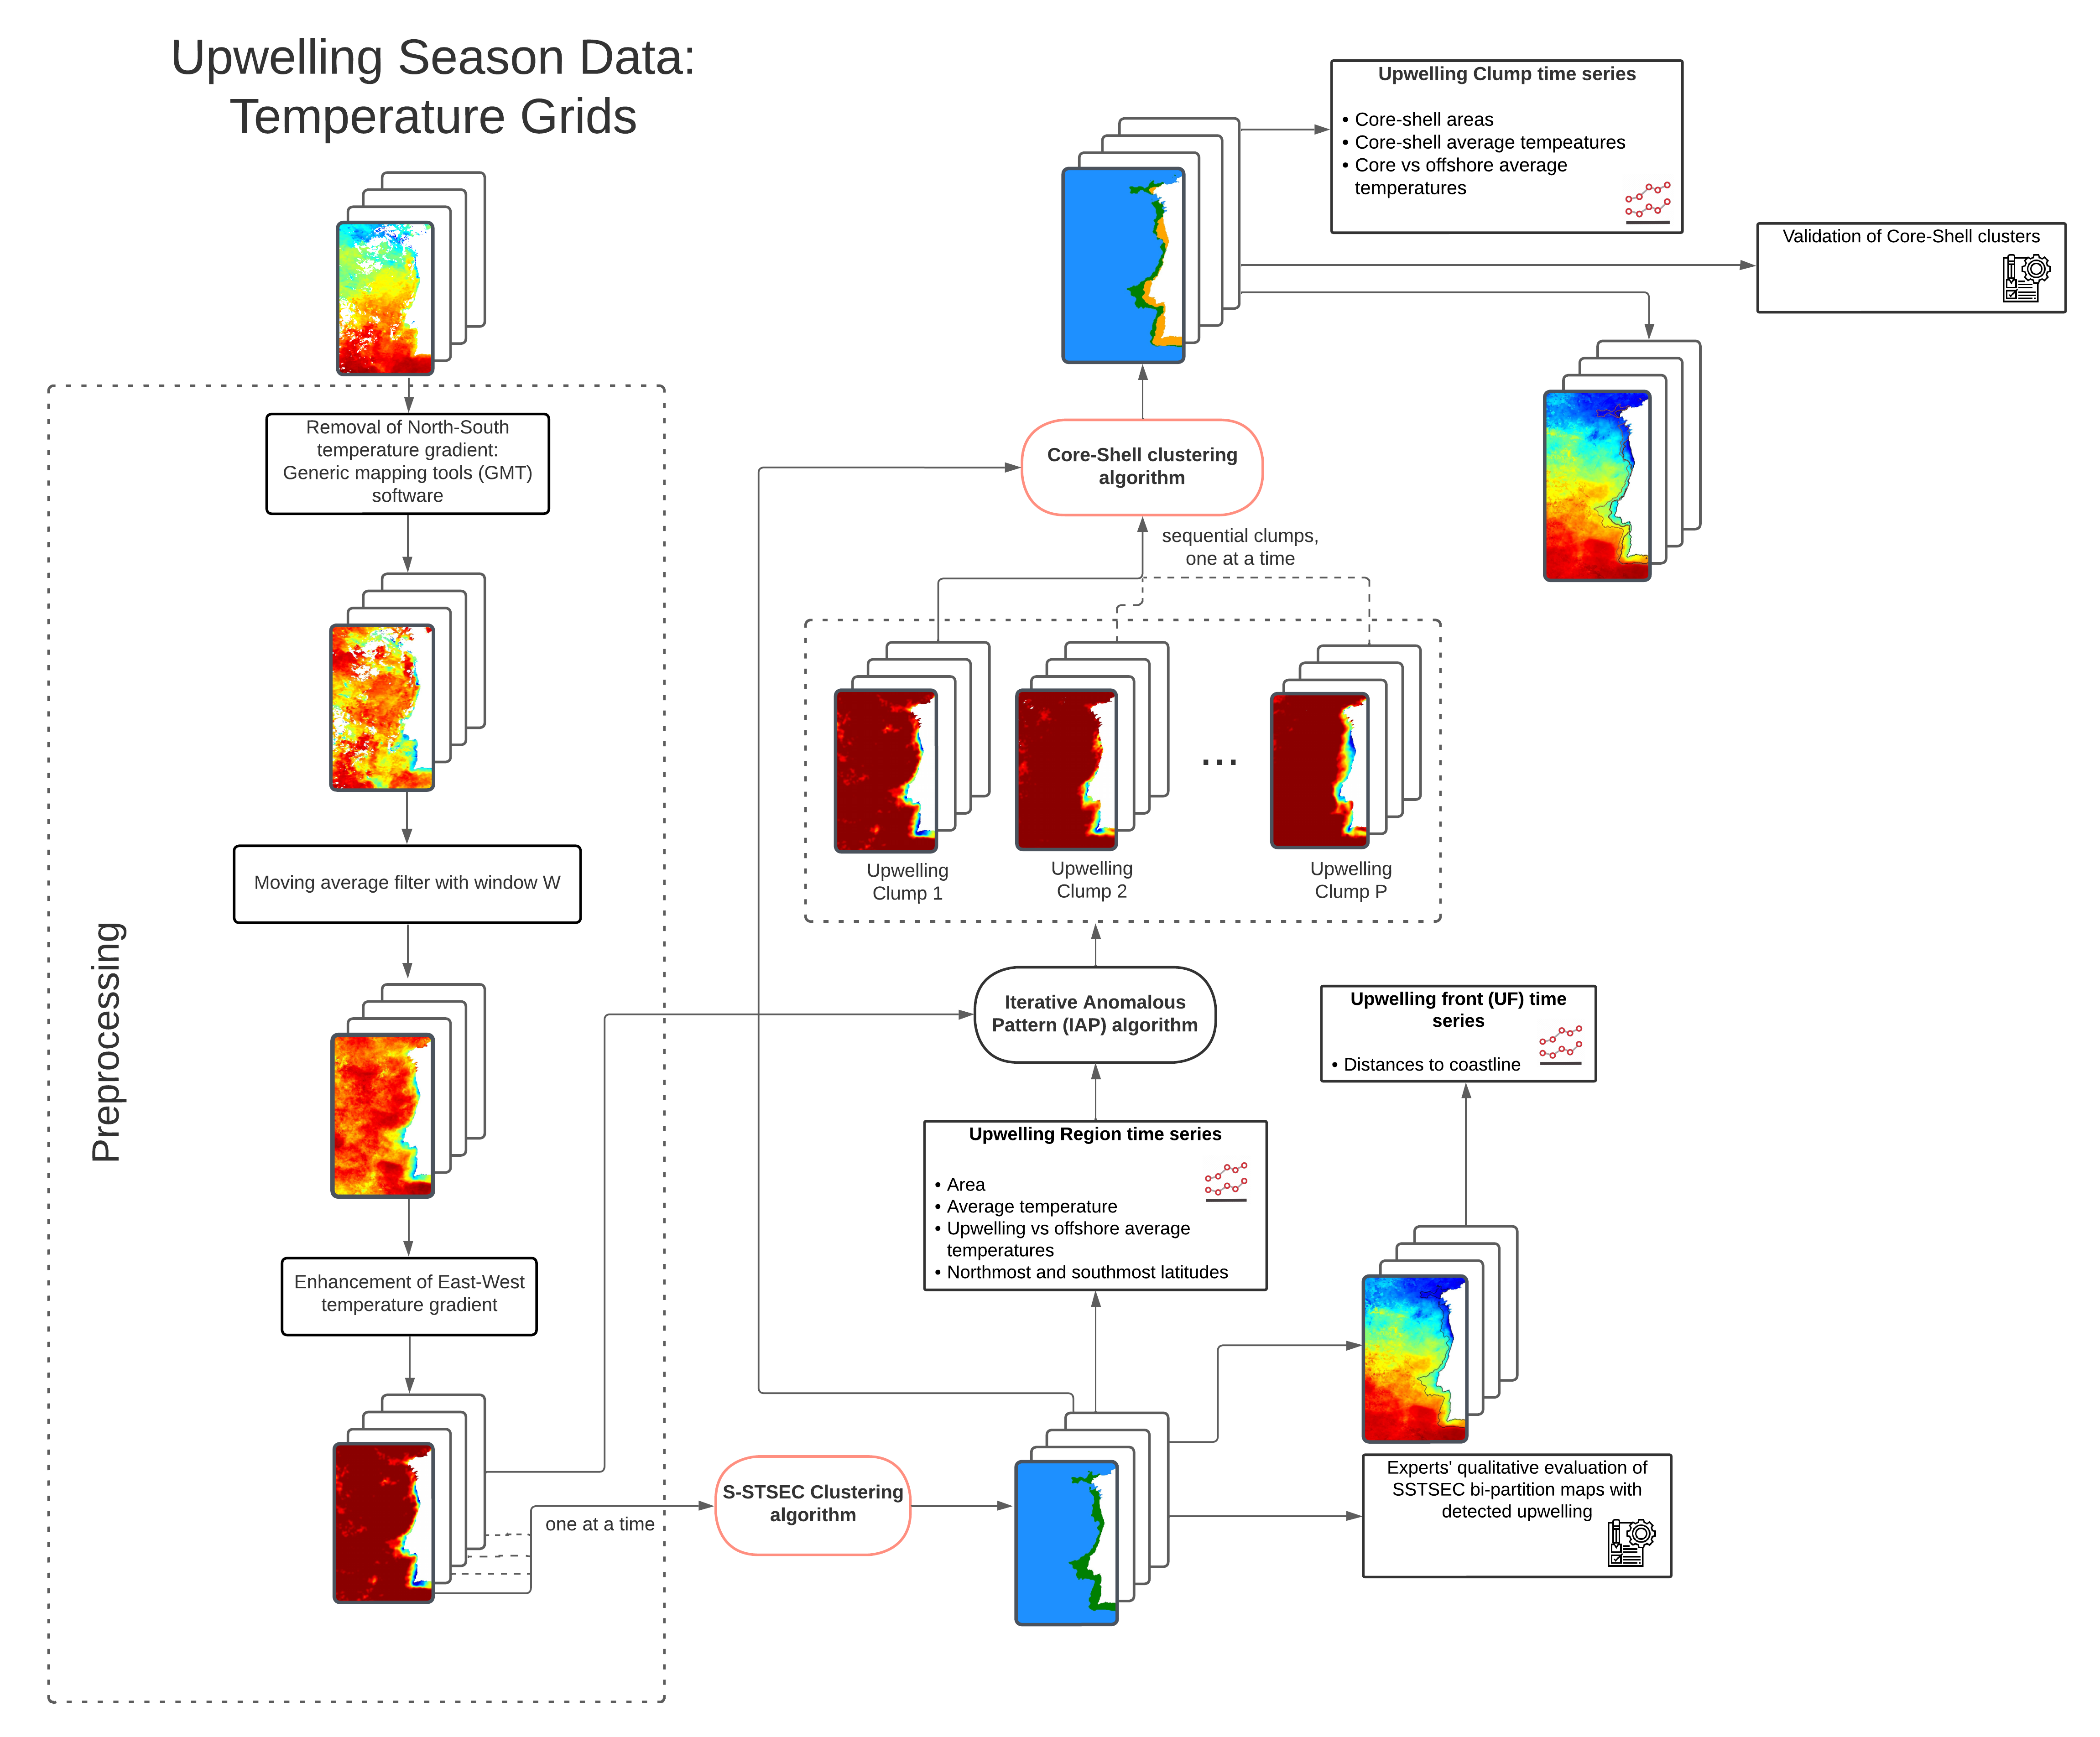 Upwelling Season Data:
Temperature Grids
Preprocessing
Removal of North-South
temperature gradient:
Generic mapping tools (GMT)
software
Moving average filter with window W
Enhancement of East-West
temperature gradient
one at a time
S-STSEC Clustering
algorithm
Upwelling Clump time series
• Core-shell areas
• Core-shell average tempeatures
• Core vs offshore average
temperatures
Validation of Core-Shell clusters
Core-Shell clustering
algorithm
sequential clumps,
one at a time
...
Upwelling
Clump 1
Upwelling
Clump 2
Upwelling
Clump P
Iterative Anomalous
Pattern (IAP) algorithm
Upwelling front (UF) time
series
• Distances to coastline
Upwelling Region time series
• Area
• Average temperature
• Upwelling vs offshore average
temperatures
• Northmost and southmost latitudes
Experts' qualitative evaluation of
SSTSEC bi-partition maps with
detected upwelling